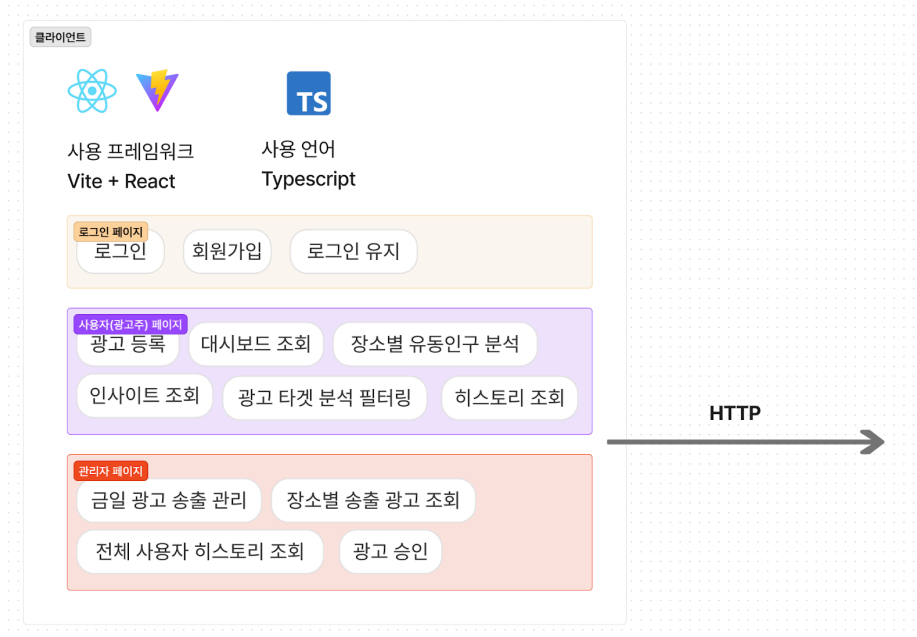 클라이언트
TS
사용 프레임워크
Vite + React
사용 언어
Typescript
로그인 페이지
로그인
회원가입
로그인 유지
사용자(광고주) 페이지
광고 등록
대시보드 조회
장소별 유동인구 분석
인사이트 조회
광고 타겟 분석 필터링
히스토리 조회
HTTP
관리자 페이지
금일 광고 송출 관리
장소별 송출 광고 조회
전체 사용자 히스토리 조회
광고 승인